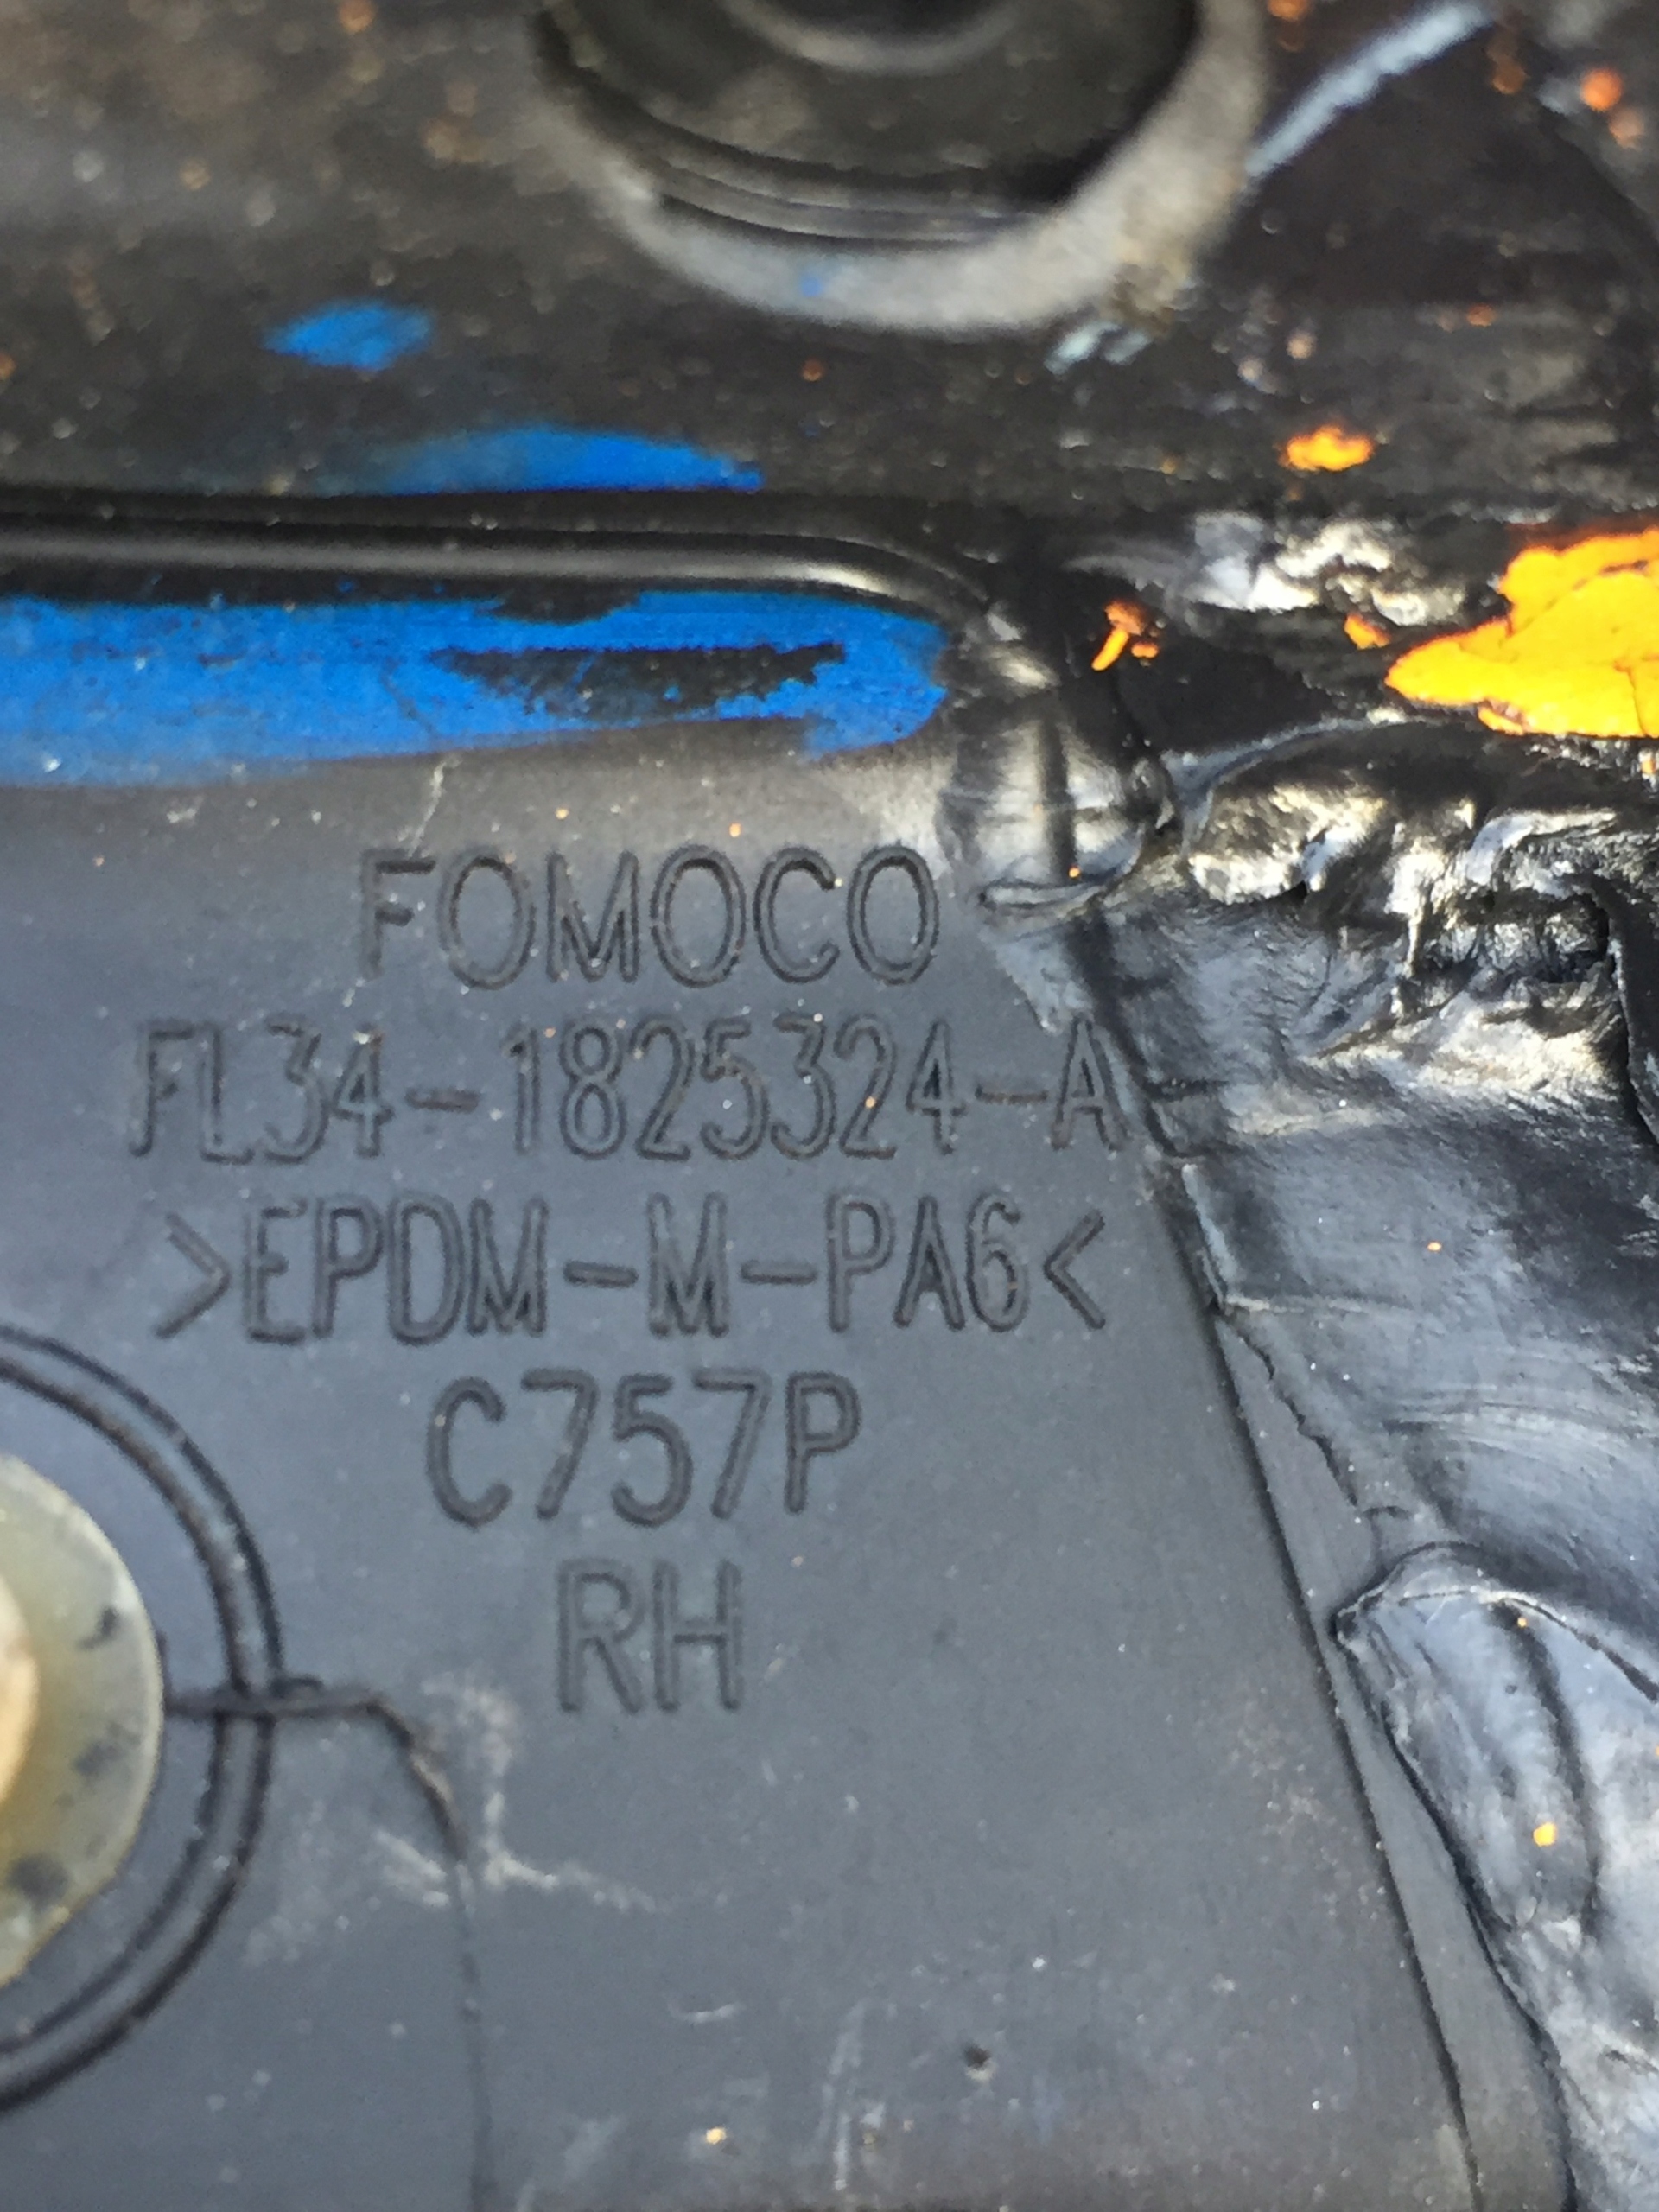 FOMOCO
FL34-1825324-A-
>EPDM-M-PA6<
C757P
RH